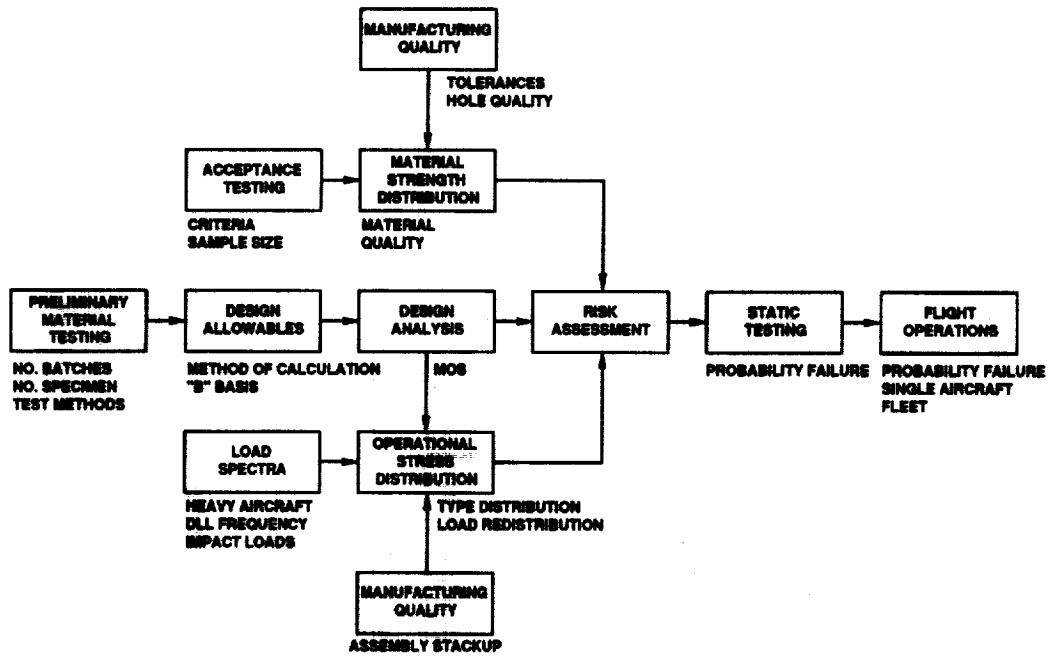 MANUFACTURING
QUALITY
TOLERANCES
HOLE QUALITY
ACCEPTANCE
TESTING
CRITERIA
SAMPLE SIZE
MATERIAL
STRENGTH
DISTRIBUTION
MATERIAL
QUALITY
PRELIMINARY
MATERIAL
TESTING
NO. BATCHES
NO. SPECIMEN
TEST METHODS
DESIGN
ALLOWABLES
METHOD OF CALCULATION
"B" BASIS
DESIGN
ANALYSIS
MOS
RISK
ASSESSMENT
STATIC
TESTING
PROBABILITY FAILURE
FLIGHT
OPERATIONS
PROBABILITY FAILURE
SINGLE AIRCRAFT
FLEET
LOAD
SPECTRA
HEAVY AIRCRAFT
DLL FREQUENCY
IMPACT LOADS
OPERATIONAL
STRESS
DISTRIBUTION
TYPE DISTRIBUTION
LOAD REDISTRIBUTION
MANUFACTURING
QUALITY
ASSEMBLY STACKUP